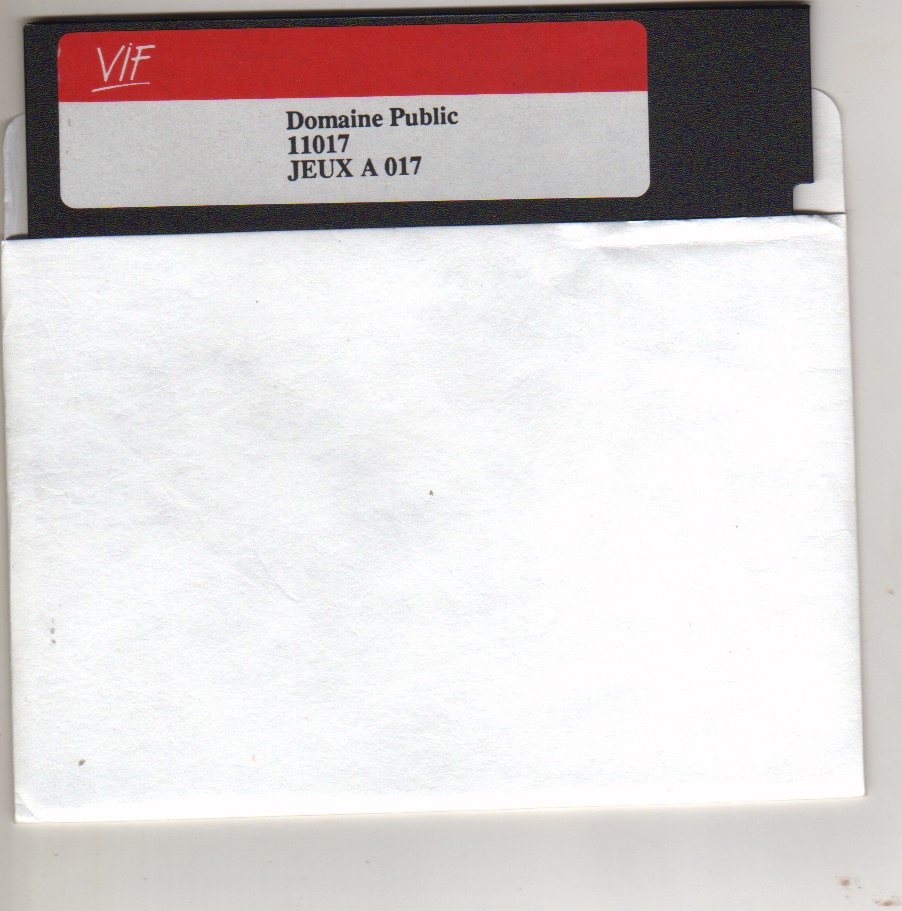 VIF
Domaine Public
11017
JEUX A 017